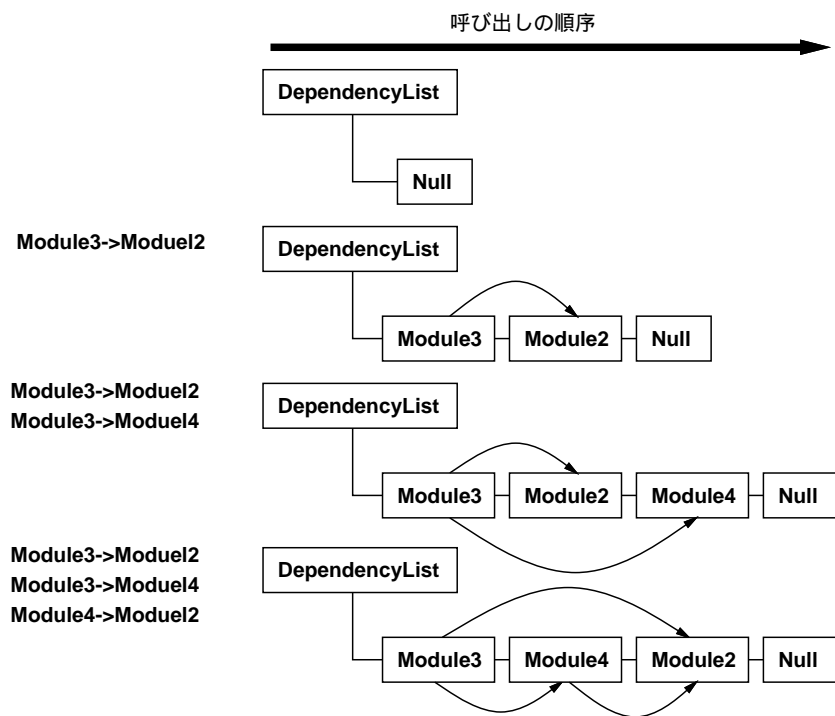 呼び出しの順序
DependencyList
Null
Module3->Moduel2
DependencyList
Module3 Module2 Null
Module3->Moduel2
Module3->Moduel4
DependencyList
Module3 Module2 Module4 Null
Module3->Moduel2
Module3->Moduel4
Module4->Moduel2
DependencyList
Module3 Module4 Module2 Null